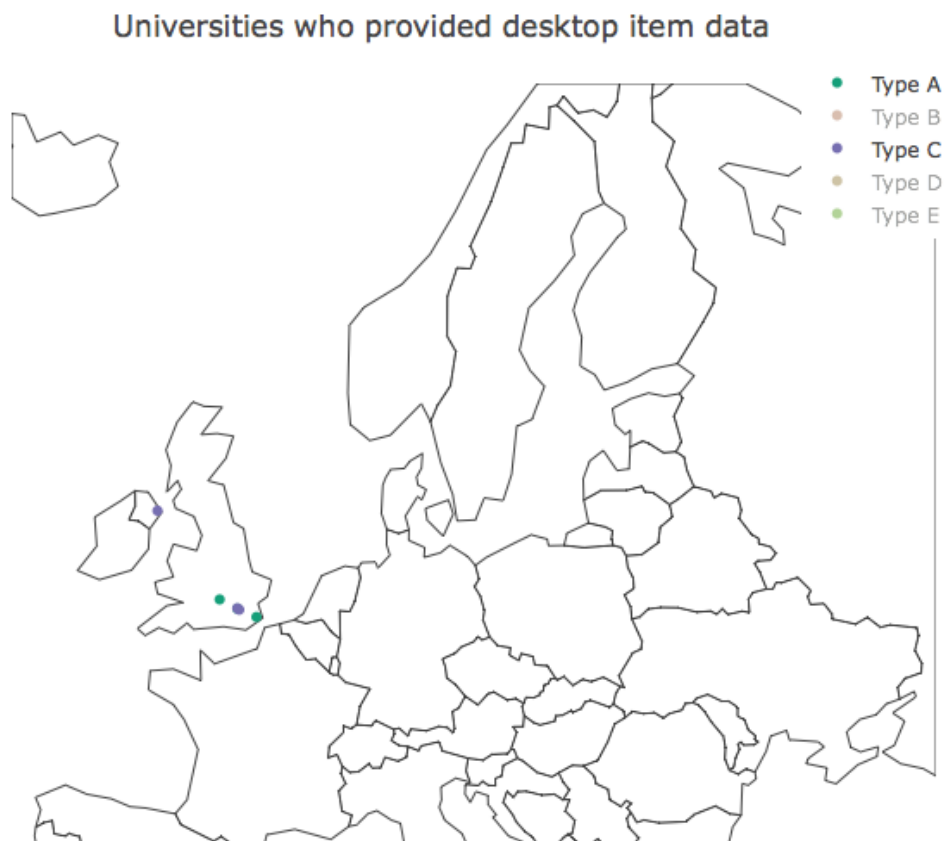 Universities who provided desktop item data
Type A
Type B
Type C
Type D
Type E